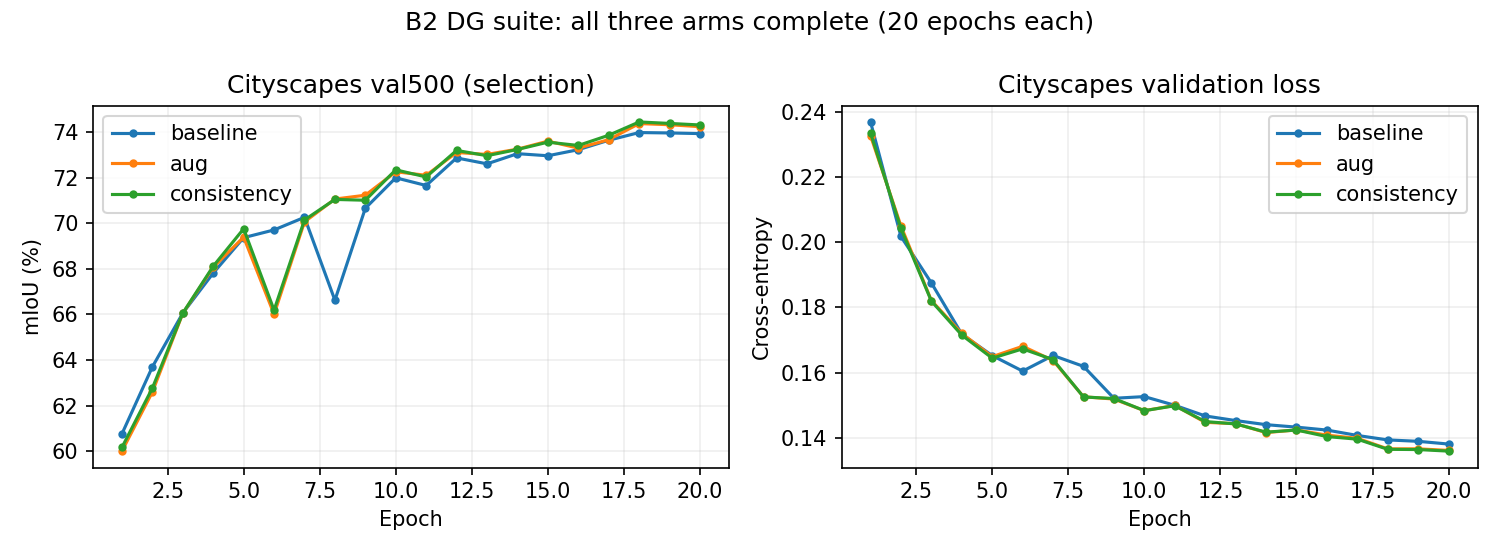 B2 DG suite: all three arms complete (20 epochs each)
Cityscapes val500 (selection)
mIoU (%)
74
72
70
68
66
64
62
60
baseline
aug
consistency
2.5 5.0 7.5 10.0 12.5 15.0 17.5 20.0
Epoch
Cityscapes validation loss
Cross-entropy
0.24
0.22
0.20
0.18
0.16
0.14
baseline
aug
consistency
2.5 5.0 7.5 10.0 12.5 15.0 17.5 20.0
Epoch